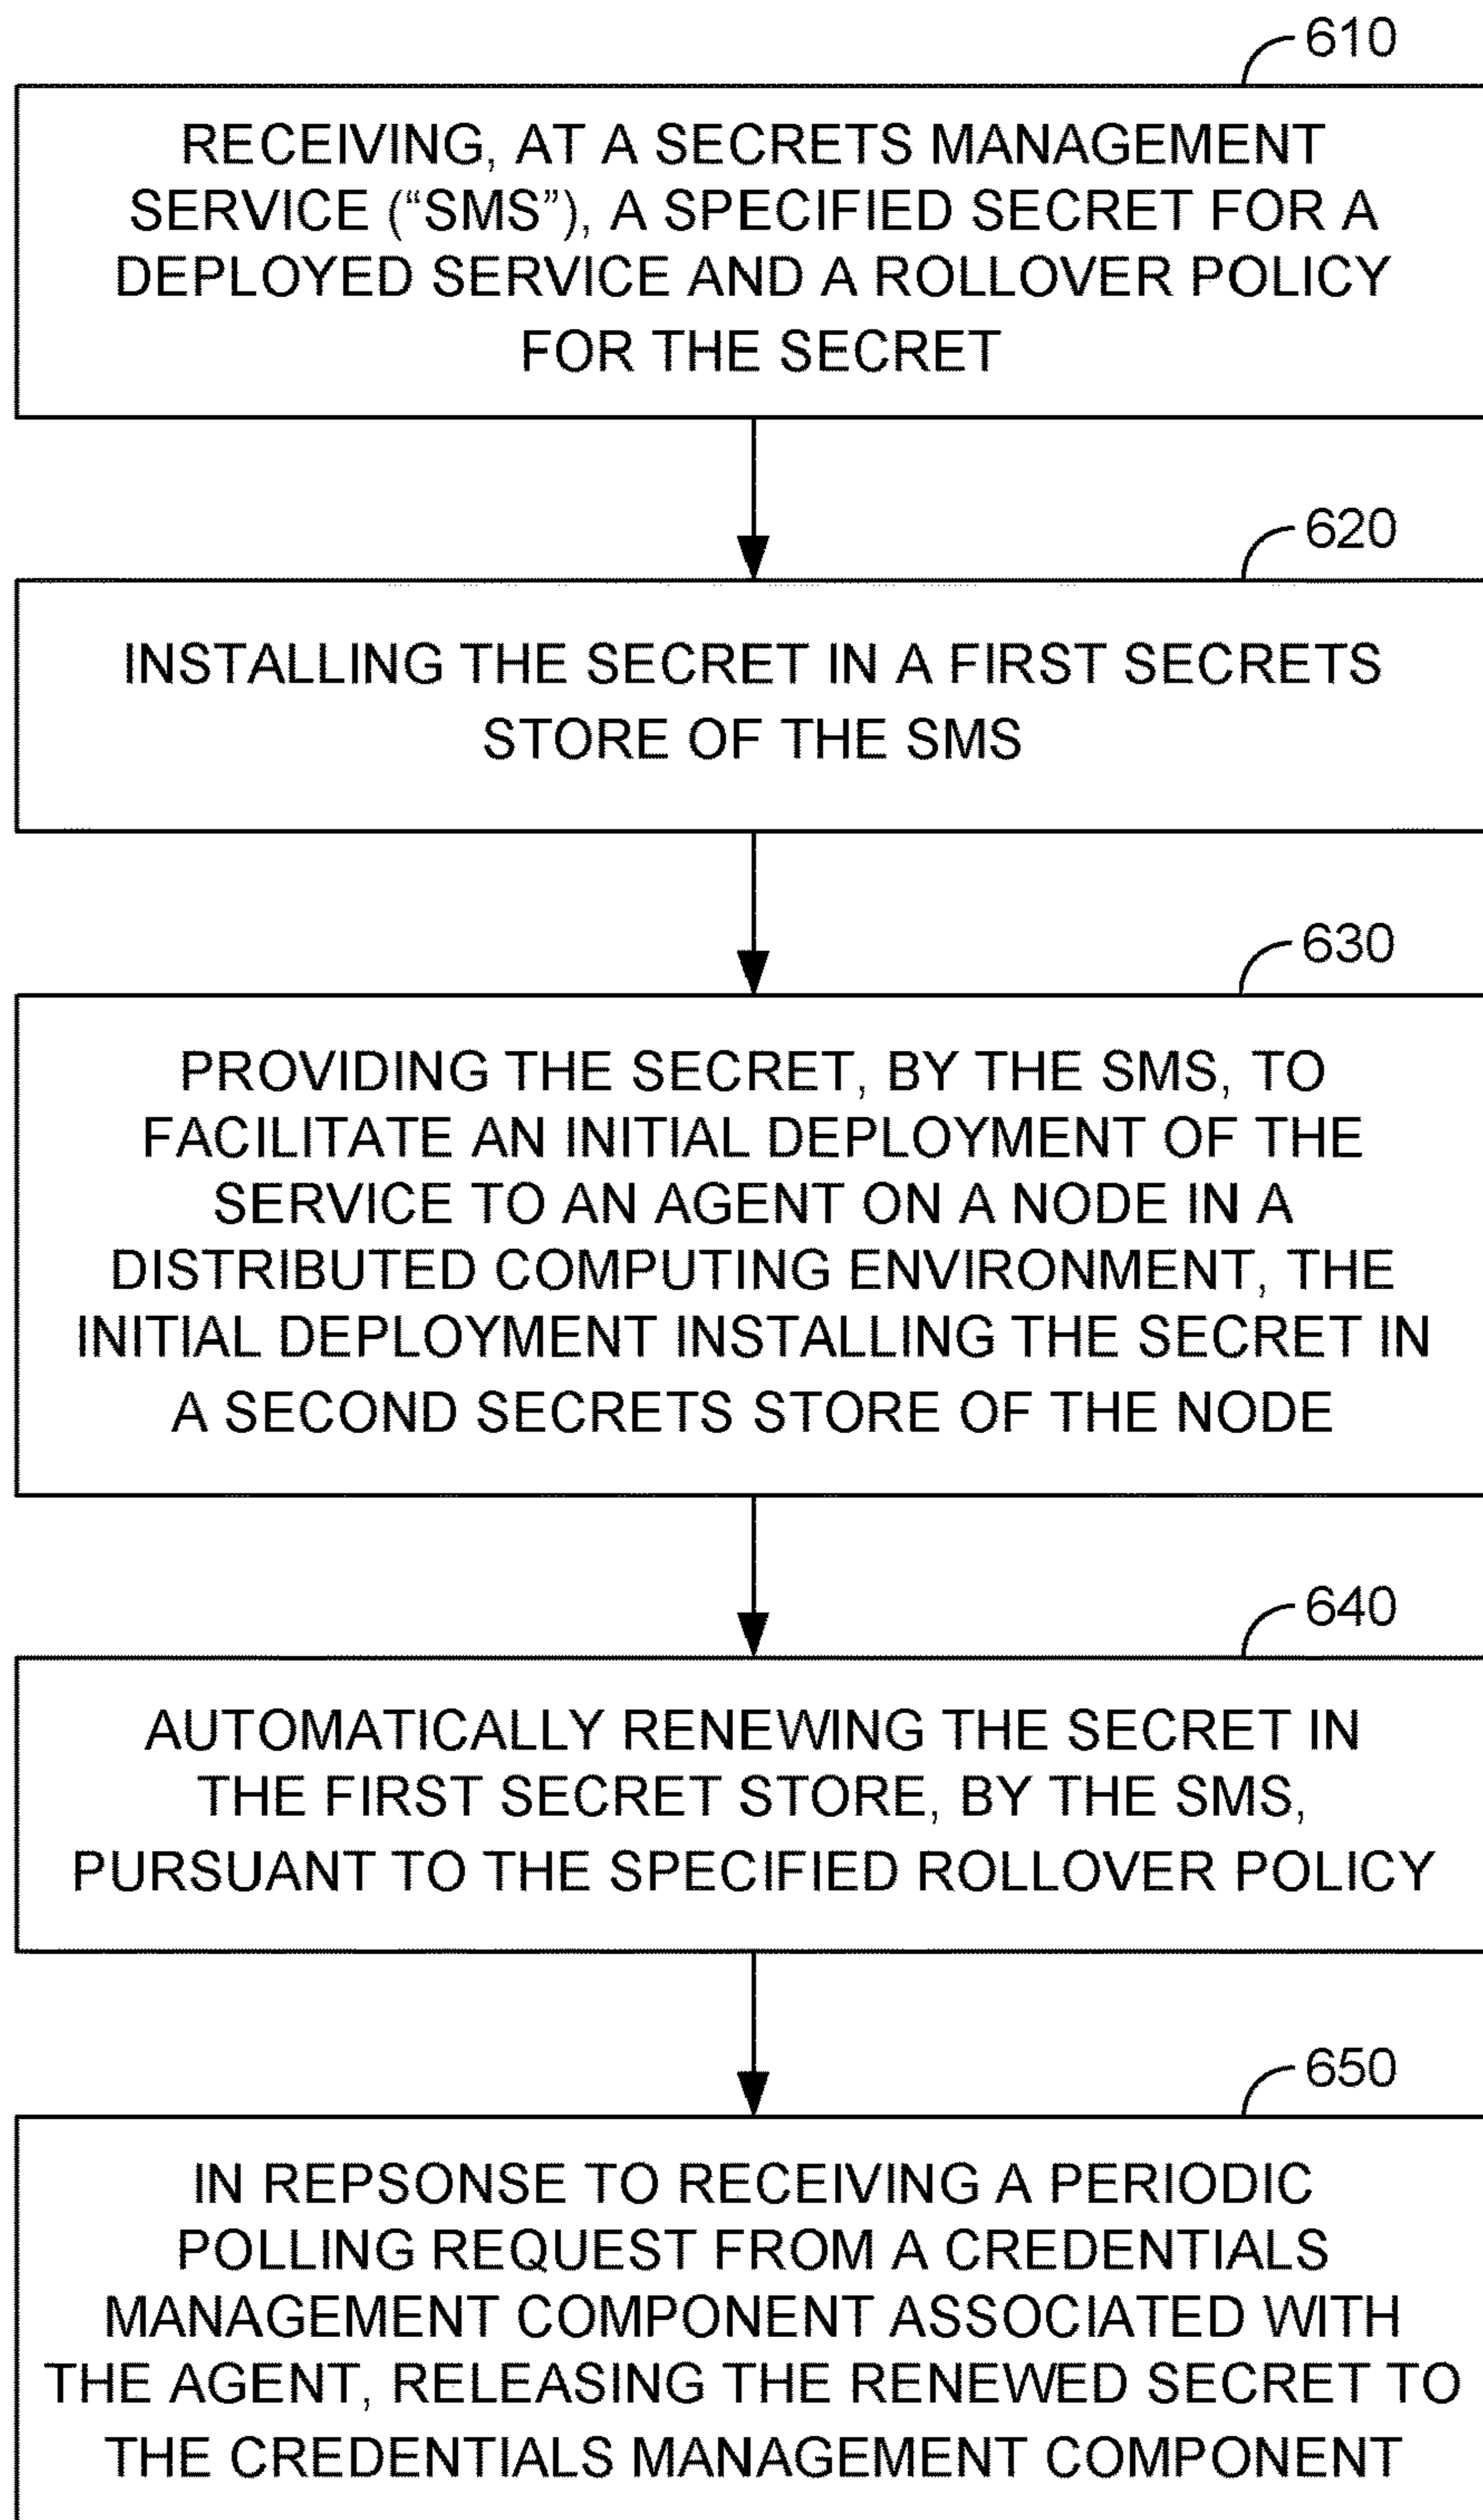 610
RECEIVING, AT A SECRETS MANAGEMENT
SERVICE (“SMS”), A SPECIFIED SECRET FOR A
DEPLOYED SERVICE AND A ROLLOVER POLICY
FOR THE SECRET
620
INSTALLING THE SECRET IN A FIRST SECRETS
STORE OF THE SMS
630
PROVIDING THE SECRET, BY THE SMS, TO
FACILITATE AN INITIAL DEPLOYMENT OF THE
SERVICE TO AN AGENT ON A NODE IN A
DISTRIBUTED COMPUTING ENVIRONMENT, THE
INITIAL DEPLOYMENT INSTALLING THE SECRET IN
A SECOND SECRETS STORE OF THE NODE
640
AUTOMATICALLY RENEWING THE SECRET IN
THE FIRST SECRET STORE, BY THE SMS,
PURSUANT TO THE SPECIFIED ROLLOVER POLICY
650
IN REPSONSE TO RECEIVING A PERIODIC
POLLING REQUEST FROM A CREDENTIALS
MANAGEMENT COMPONENT ASSOCIATED WITH
THE AGENT, RELEASING THE RENEWED SECRET TO
THE CREDENTIALS MANAGEMENT COMPONENT